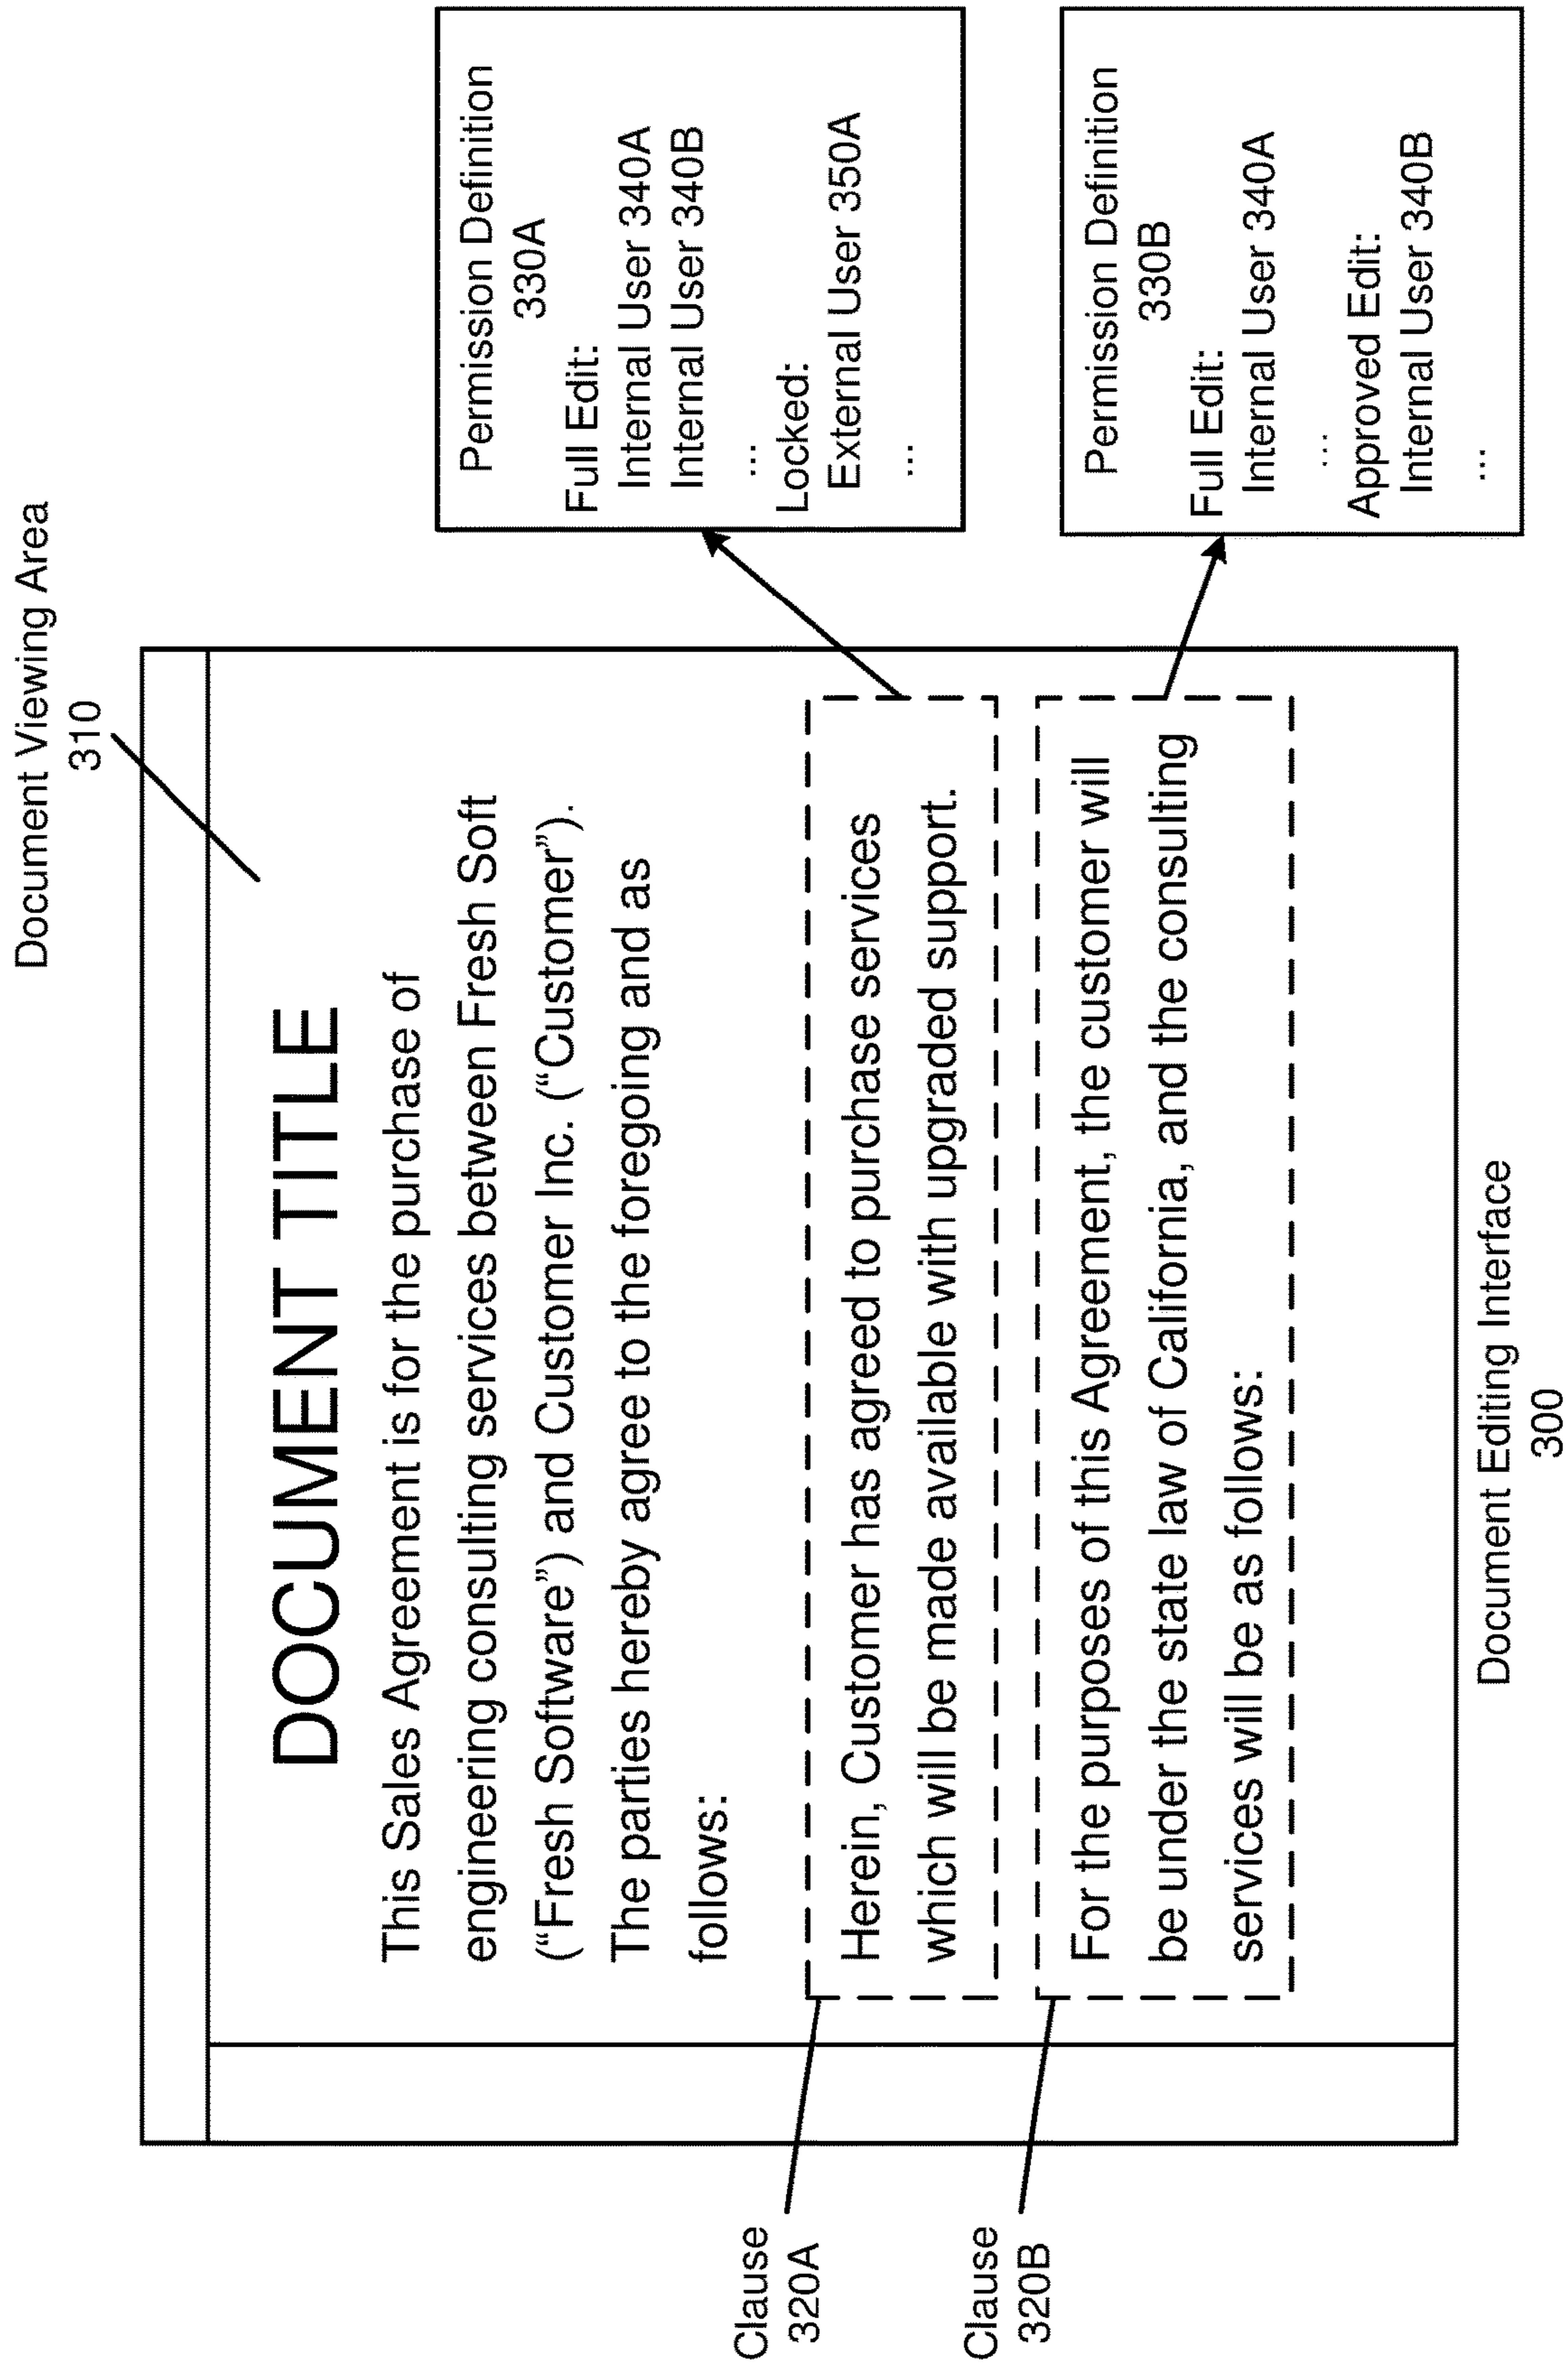 Document Viewing Area
310
DOCUMENT TITLE
This Sales Agreement is for the purchase of
engineering consulting services between Fresh Soft
(“Fresh Software”) and Customer Inc. (“Customer”).
The parties hereby agree to the foregoing and as
follows:
Clause
320A
Herein, Customer has agreed to purchase services
which will be made available with upgraded support.
Clause
320B
For the purposes of this Agreement, the customer will
be under the state law of California, and the consulting
services will be as follows:
Permission Definition
330A
Full Edit:
Internal User 340A
Internal User 340B
...
Locked:
External User 350A
...
Permission Definition
330B
Full Edit:
Internal User 340A
...
Approved Edit:
Internal User 340B
...
Document Editing Interface
300